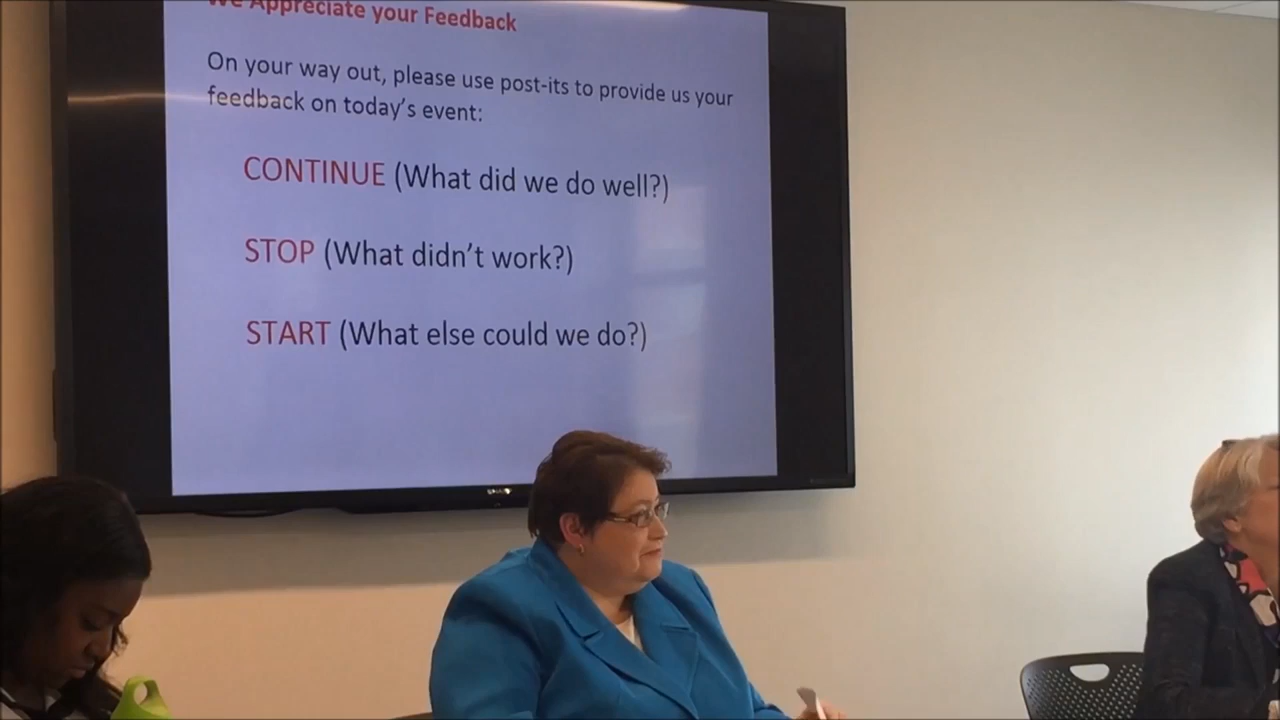 We Appreciate your Feedback
On your way out, please use post-its to provide us your
feedback on today's event:
CONTINUE (What did we do well?)
STOP (What didn't work?)
START (What else could we do?)